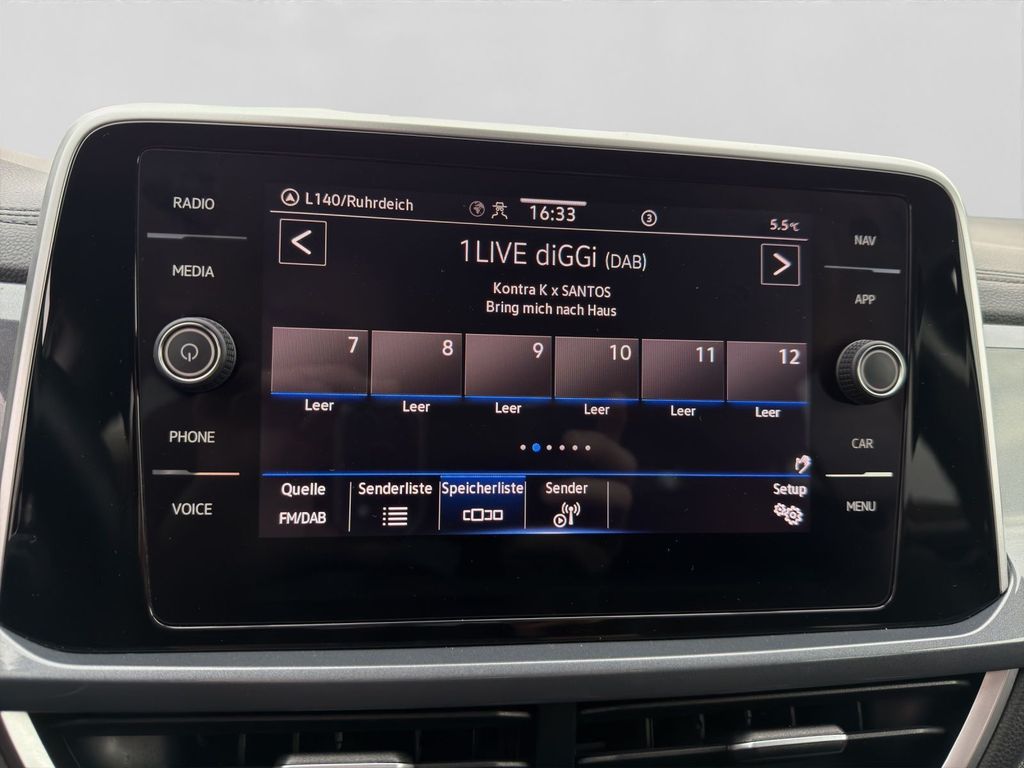 RADIO
MEDIA
PHONE
VOICE
L140/Ruhrdeich
16:33
3
5.5°C
1LIVE diGGi (DAB)
Kontra K x SANTOS
Bring mich nach Haus
7 8 9 10 11 12
Leer Leer Leer Leer Leer Leer
Quelle Senderliste Speicherliste Sender Setup
FM/DAB
NAV
APP
CAR
MENU